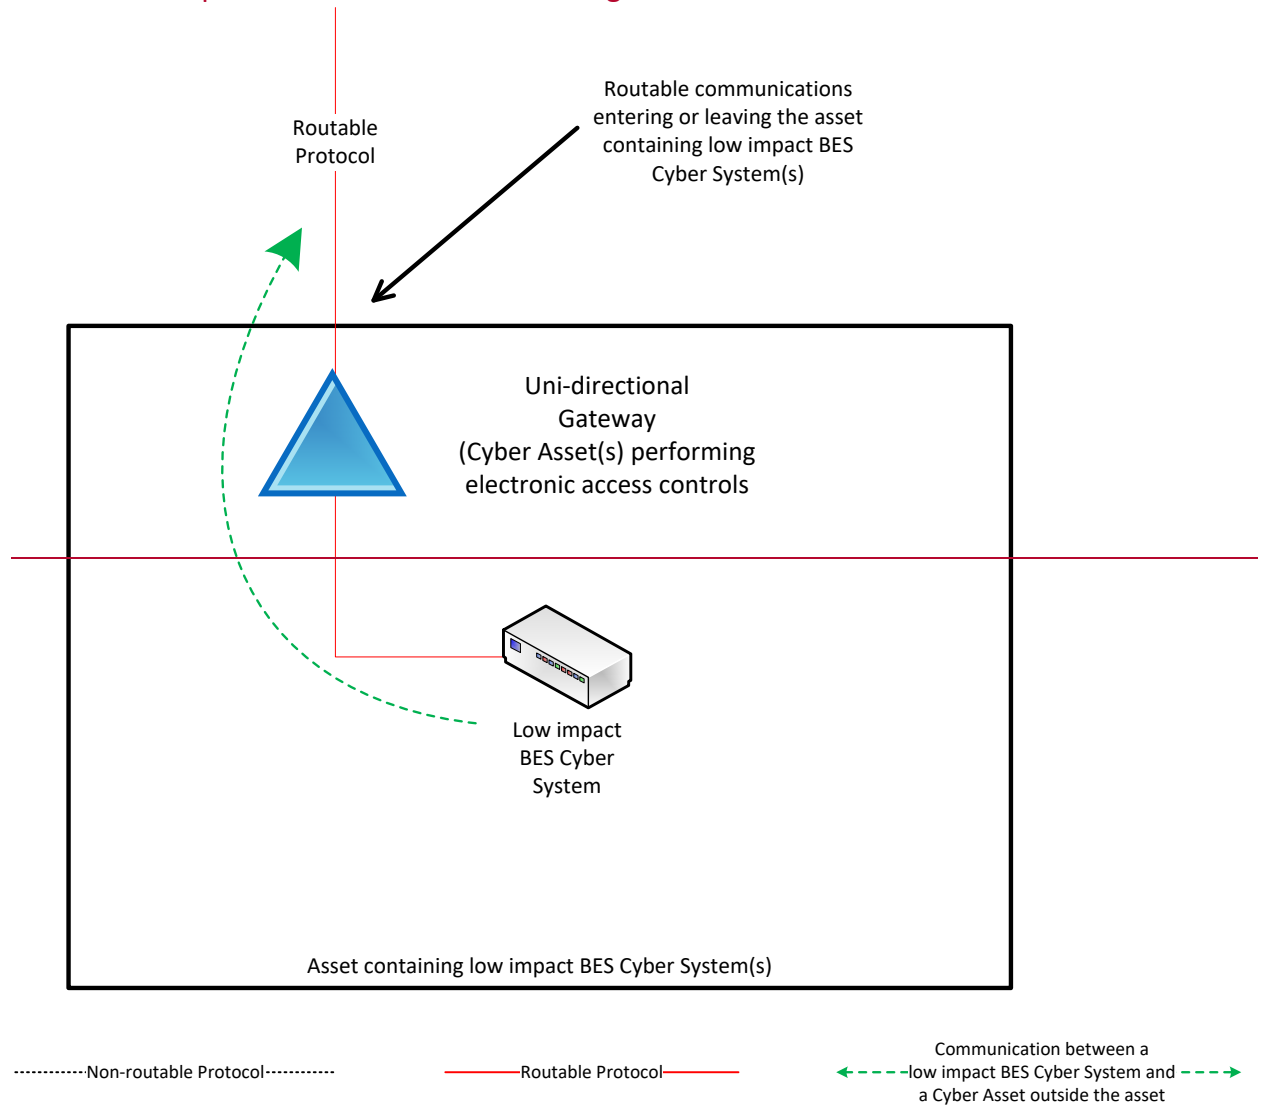 Routable communications
entering or leaving the asset
containing low impact BES
Cyber System(s)
Routable
Protocol
Uni-directional
Gateway
(Cyber Asset(s) performing
electronic access controls
Low impact
BES Cyber
System
Asset containing low impact BES Cyber System(s)
Non-routable Protocol
Routable Protocol
Communication between a
low impact BES Cyber System and
a Cyber Asset outside the asset